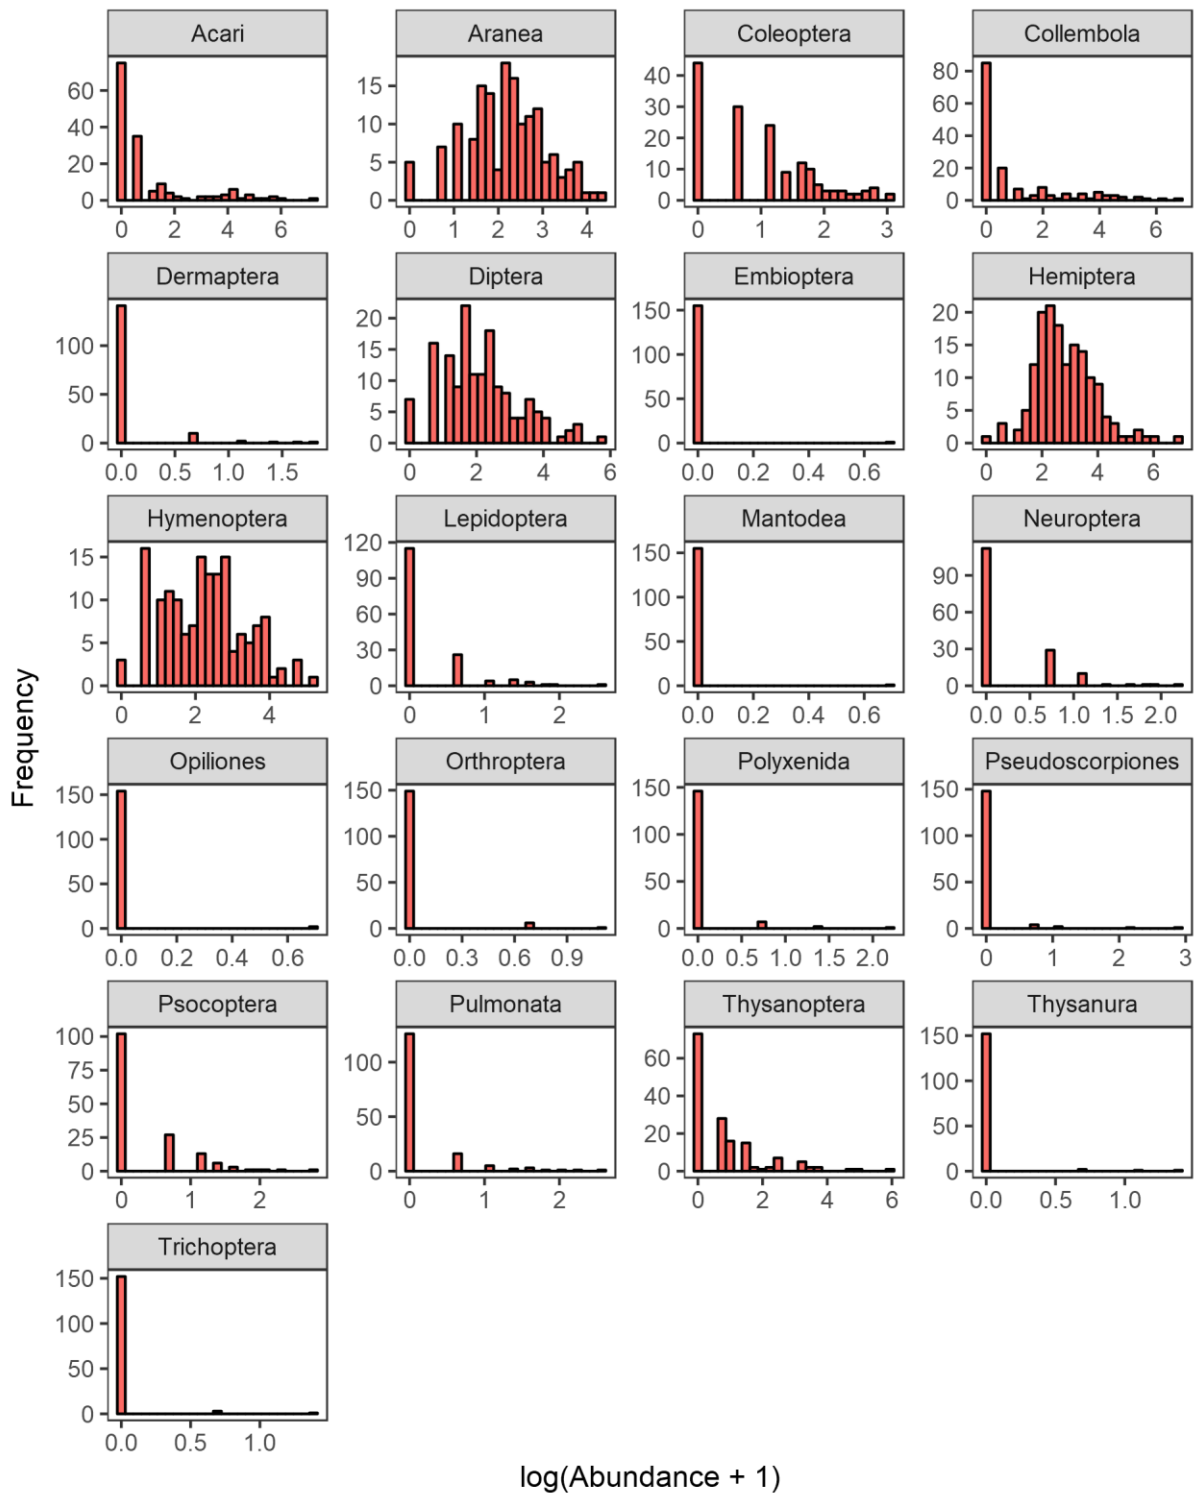 Acari Aranea Coleoptera Collembola
60 15 40 80
40 10 30 60
20 5 20 40
0 0 10 20
0 0
0 2 4 6 0 1 2 3 4 0 1 2 3 0 2 4 6
Dermaptera Diptera Embioptera Hemiptera
100 20 150 20
50 15 100 15
0 10 50 10
5 0 5
0 0
0.0 0.5 1.0 1.5 0 2 4 6 0.0 0.2 0.4 0.6 0 2 4 6
Hymenoptera Lepidoptera Mantodea Neuroptera
15 120 150 90
10 90 100 60
5 60 50 30
0 30 0 0
0
0 2 4 0 1 2 0.0 0.2 0.4 0.6 0.0 0.5 1.0 2.0
Frequency
Opiliones Orthroptera Polyxenida Pseudoscorpiones
150 150 150 150
100 100 100 100
50 50 50 50
0 0 0 0
0.0 0.2 0.4 0.6 0.0 0.3 0.6 0.9 0.0 0.5 1.0 1.5 2.0 0 1 2 3
Psocoptera Pulmonata Thysanoptera Thysanura
100 100 60 150
75 50 40 100
50 0 20 50
25 0 0
0
0 1 2 0 1 2 0 2 4 6 0.0 0.5 1.0
Trichoptera
150
100
50
0
0.0 0.5 1.0
log(Abundance + 1)